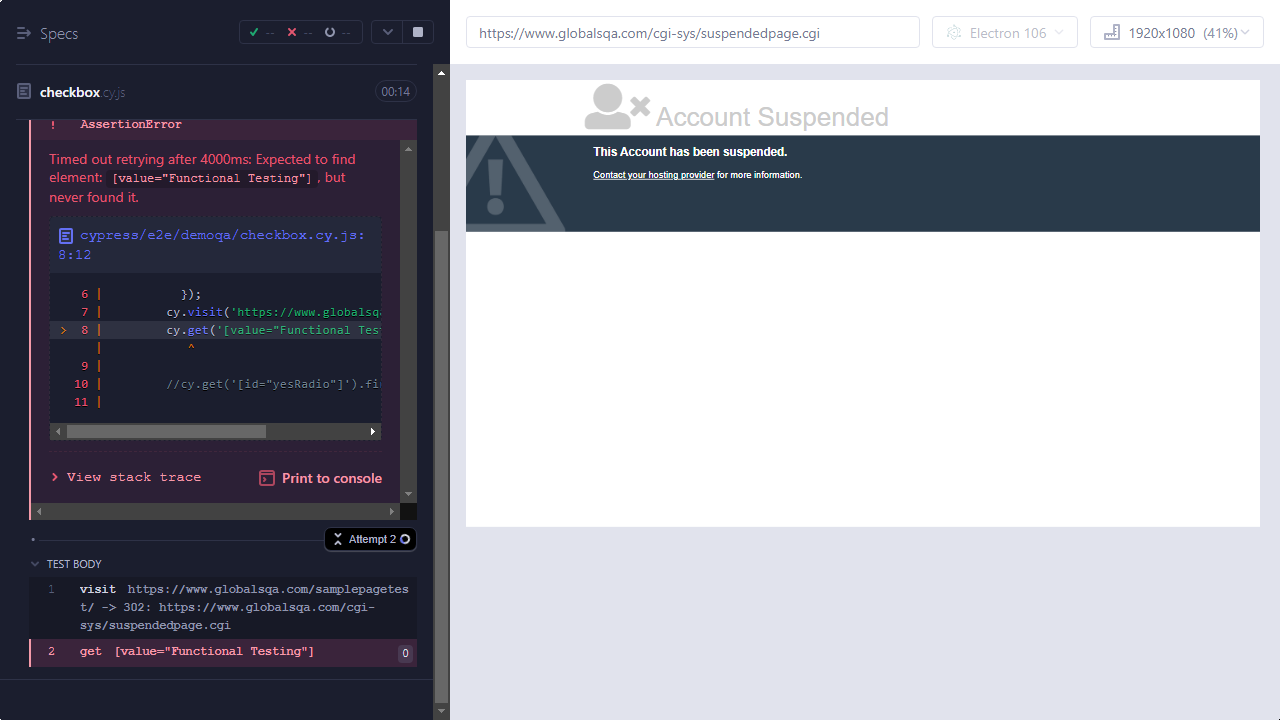 Specs
--
--
--
checkbox.cy.js
00:14
! AssertionError
Timed out retrying after 4000ms: Expected to find
element: [value="Functional Testing"], but
never found it.
cypress/e2e/demoqa/checkbox.cy.js:
8:12
6 | });
7 | cy.visit('https://www.globalsqa
> 8 | cy.get('[value="Functional Tes
| ^
9 |
10 | //cy.get('[id="yesRadio"]').fi
11 |
> View stack trace
Print to console
Attempt 2
TEST BODY
1 visit https://www.globalsqa.com/samplepagetes
t/ -> 302: https://www.globalsqa.com/cgi-
sys/suspendedpage.cgi
2 get [value="Functional Testing"] 0
https://www.globalsqa.com/cgi-sys/suspendedpage.cgi
Electron 106
1920x1080 (41%)
Account Suspended
This Account has been suspended.
Contact your hosting provider for more information.